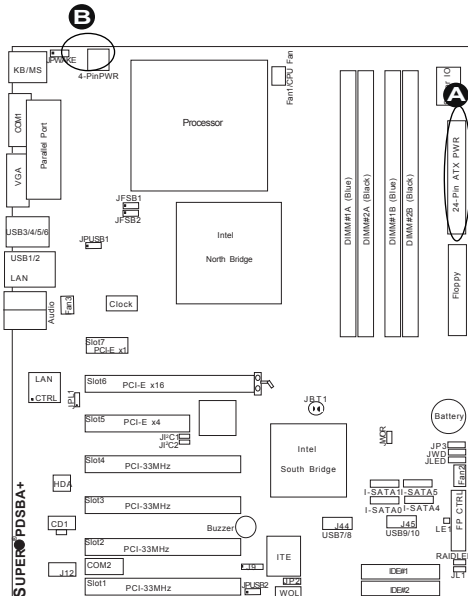 B
JPWAKE
4-PinPWR
KB/MS
Fan1/CPU Fan
A
24-Pin ATX PWR
COM1
Parallel Port
Processor
VGA
DIMM#1A (Blue)
DIMM#2A (Black)
DIMM#1B (Blue)
DIMM#2B (Black)
JFSB1
JFSB2
USB3/4/5/6
JPUSB1
Intel
North Bridge
USB1/2
LAN
Floppy
Audio
Fan3
Clock
Slot7
PCI-E x1
LAN
CTRL
JPL1
Slot6
PCI-E x16
JBT1
Battery
Slot5
PCI-E x4
JI²C1
JI²C2
JWOR
JP3
JWD
JLED
Intel
South Bridge
Slot4
PCI-33MHz
Fan2
HDA
I-SATA1
I-SATA5
I-SATA0
I-SATA4
FP CTRL
Slot3
PCI-33MHz
CD1
Buzzer
J44
USB7/8
J45
USB9/10
LE1
SUPER PDSBA+
Slot2
PCI-33MHz
ITE
RAIDLED
J12
COM2
J9
JP2
JL1
IDE#1
Slot1
PCI-33MHz
JPUSB2
WOL
IDE#2